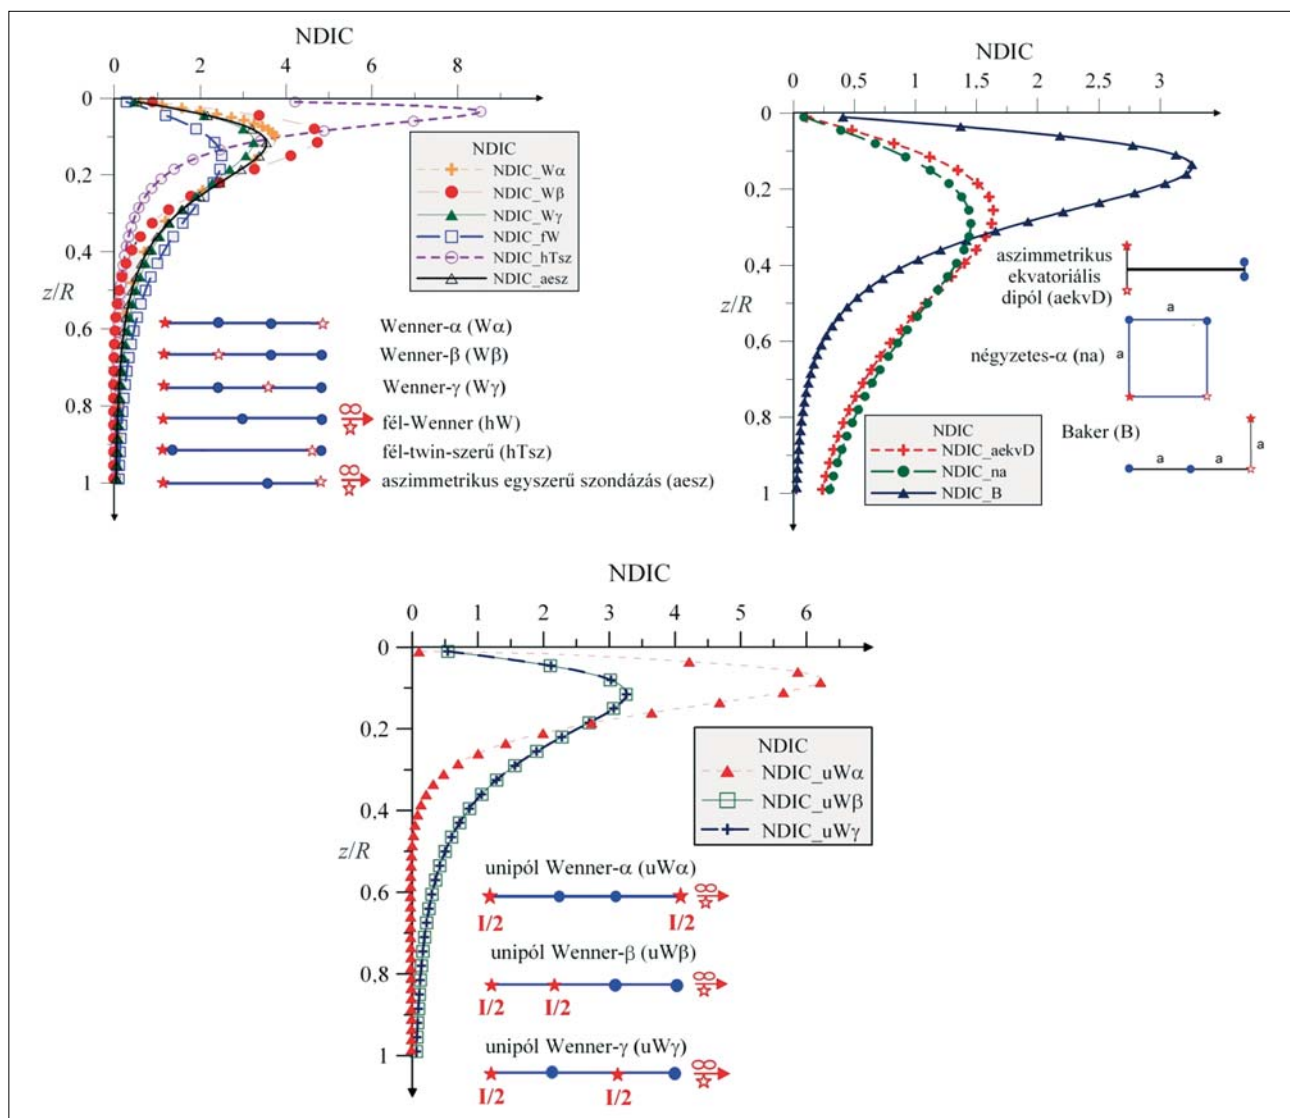 NDIC
0 2 4 6 8
0
0.2
0.4
z/R
0.6
0.8
1
NDIC
NDIC_Wα
NDIC_Wβ
NDIC_Wγ
NDIC_fW
NDIC_hTsz
NDIC_aesz
Wenner-α (Wα)
Wenner-β (Wβ)
Wenner-γ (Wγ)
∞
fél-Wenner (hW)
fél-twin-szerű (hTsz)
∞
aszimmetrikus egyszerű szondázás (aesz)
NDIC
0 0,5 1 1,5 2 2,5 3
0
0.2
0.4
z/R
0.6
0.8
1
aszimmetrikus
ekvatoriális
dipól (aekvD)
a
négyzetes-α (na)
a
Baker (B)
a
a a
NDIC
NDIC_aekvD
NDIC_na
NDIC_B
NDIC
0 1 2 3 4 5 6
0
0.2
0.4
z/R
0,6
0,8
1
NDIC
NDIC_uWα
NDIC_uWβ
NDIC_uWγ
unipól Wenner-α (uWα)
∞
I/2 I/2
unipól Wenner-β (uWβ)
∞
I/2 I/2
unipól Wenner-γ (uWγ)
∞
I/2 I/2